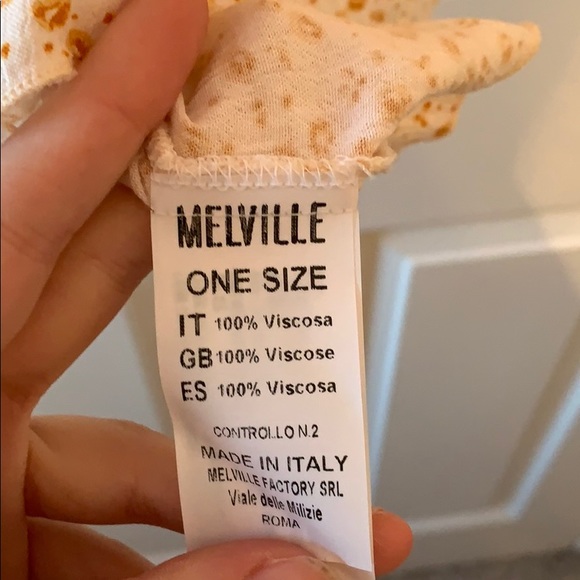 MELVILLE
ONE SIZE
IT 100% Viscosa
GB 100% Viscose
ES 100% Viscosa
CONTROLLO N.2
MADE IN ITALY
MELVILLE FACTORY SRL
Viale delle Milizie
ROMA